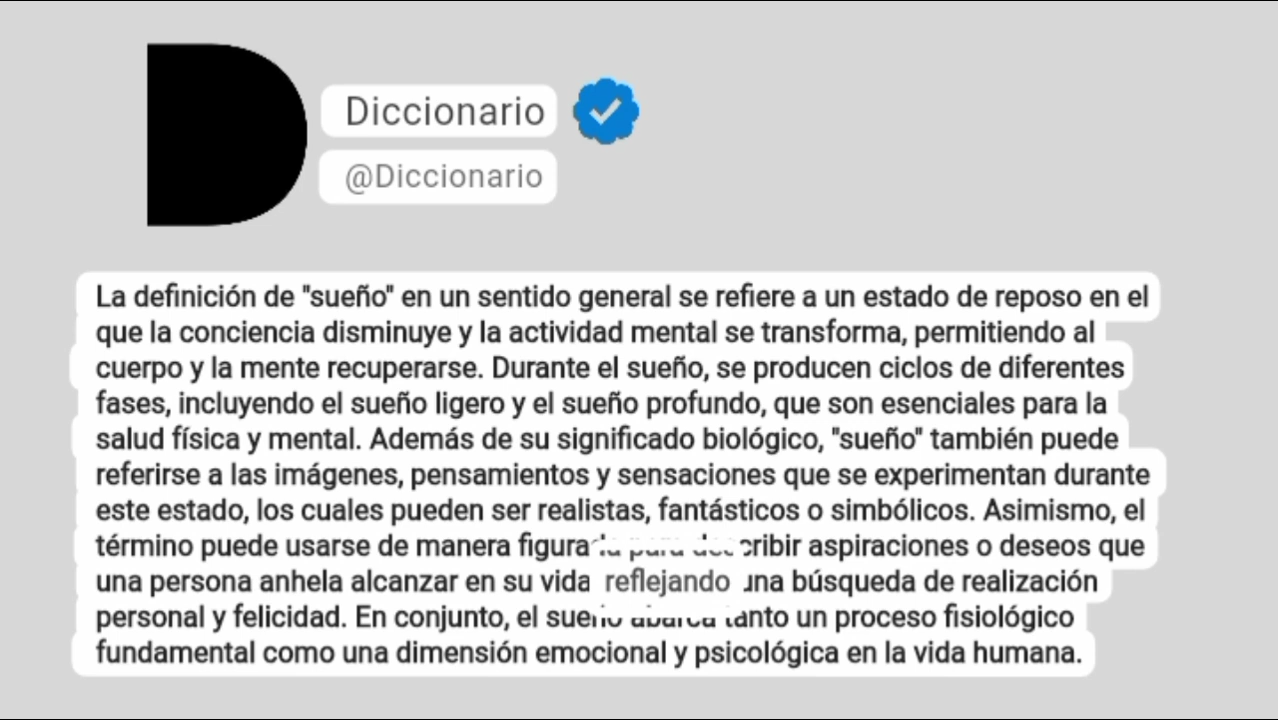 Diccionario
@Diccionario
La definición de "sueño" en un sentido general se refiere a un estado de reposo en el
que la conciencia disminuye y la actividad mental se transforma, permitiendo al
cuerpo y la mente recuperarse. Durante el sueño, se producen ciclos de diferentes
fases, incluyendo el sueño ligero y el sueño profundo, que son esenciales para la
salud física y mental. Además de su significado biológico, "sueño" también puede
referirse a las imágenes, pensamientos y sensaciones que se experimentan durante
este estado, los cuales pueden ser realistas, fantásticos o simbólicos. Asimismo, el
término puede usarse de manera figurada para describir aspiraciones o deseos que
una persona anhela alcanzar en su vida reflejando una búsqueda de realización
personal y felicidad. En conjunto, el sueño abarca tanto un proceso fisiológico
fundamental como una dimensión emocional y psicológica en la vida humana.